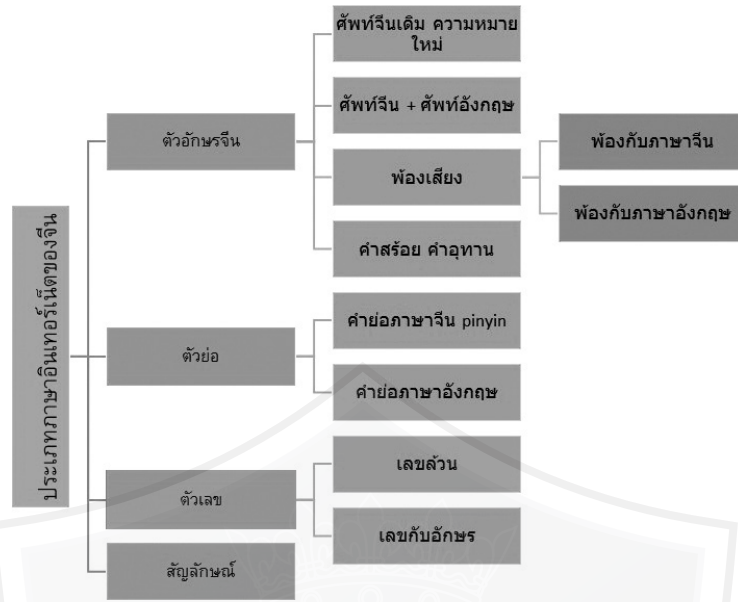 ประเภทภาษาอินเทอร์เน็ตของจีน
ตัวอักษรจีน
ศัพท์จีนเดิม ความหมาย
ใหม่
ศัพท์จีน + ศัพท์อังกฤษ
พ้องเสียง
พ้องกับภาษาจีน
พ้องกับภาษาอังกฤษ
คำสร้อย คำอุทาน
ตัวย่อ
คำย่อภาษาจีน pinyin
คำย่อภาษาอังกฤษ
ตัวเลข
เลขล้วน
เลขกับอักษร
สัญลักษณ์